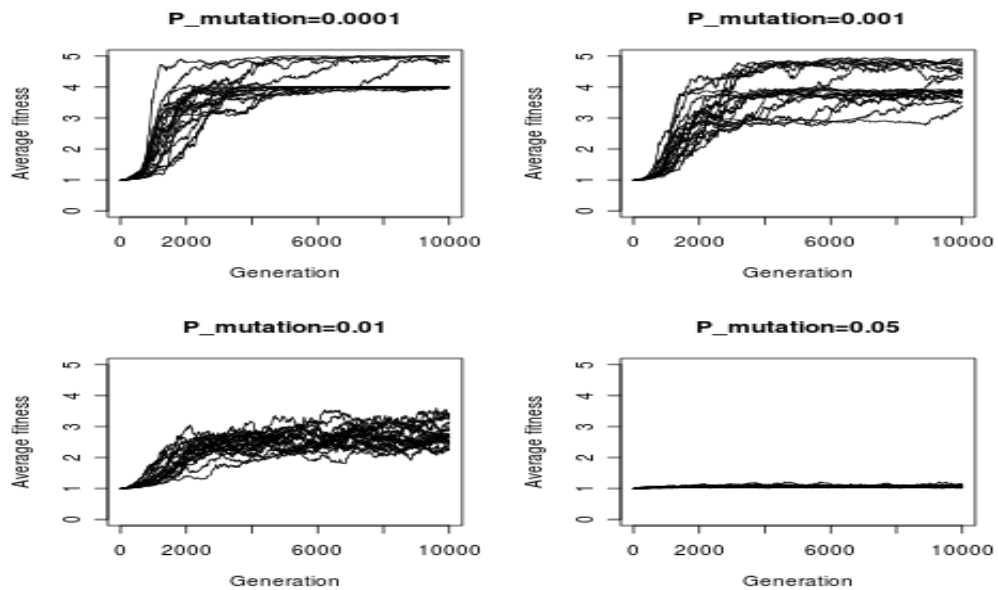 P_mutation=0.0001
Average fitness
5
4
3
2
1
0
0 2000 6000 10000
Generation
P_mutation=0.001
Average fitness
5
4
3
2
1
0
0 2000 6000 10000
Generation
P_mutation=0.01
Average fitness
5
4
3
2
1
0
0 2000 6000 10000
Generation
P_mutation=0.05
Average fitness
5
4
3
2
1
0
0 2000 6000 10000
Generation